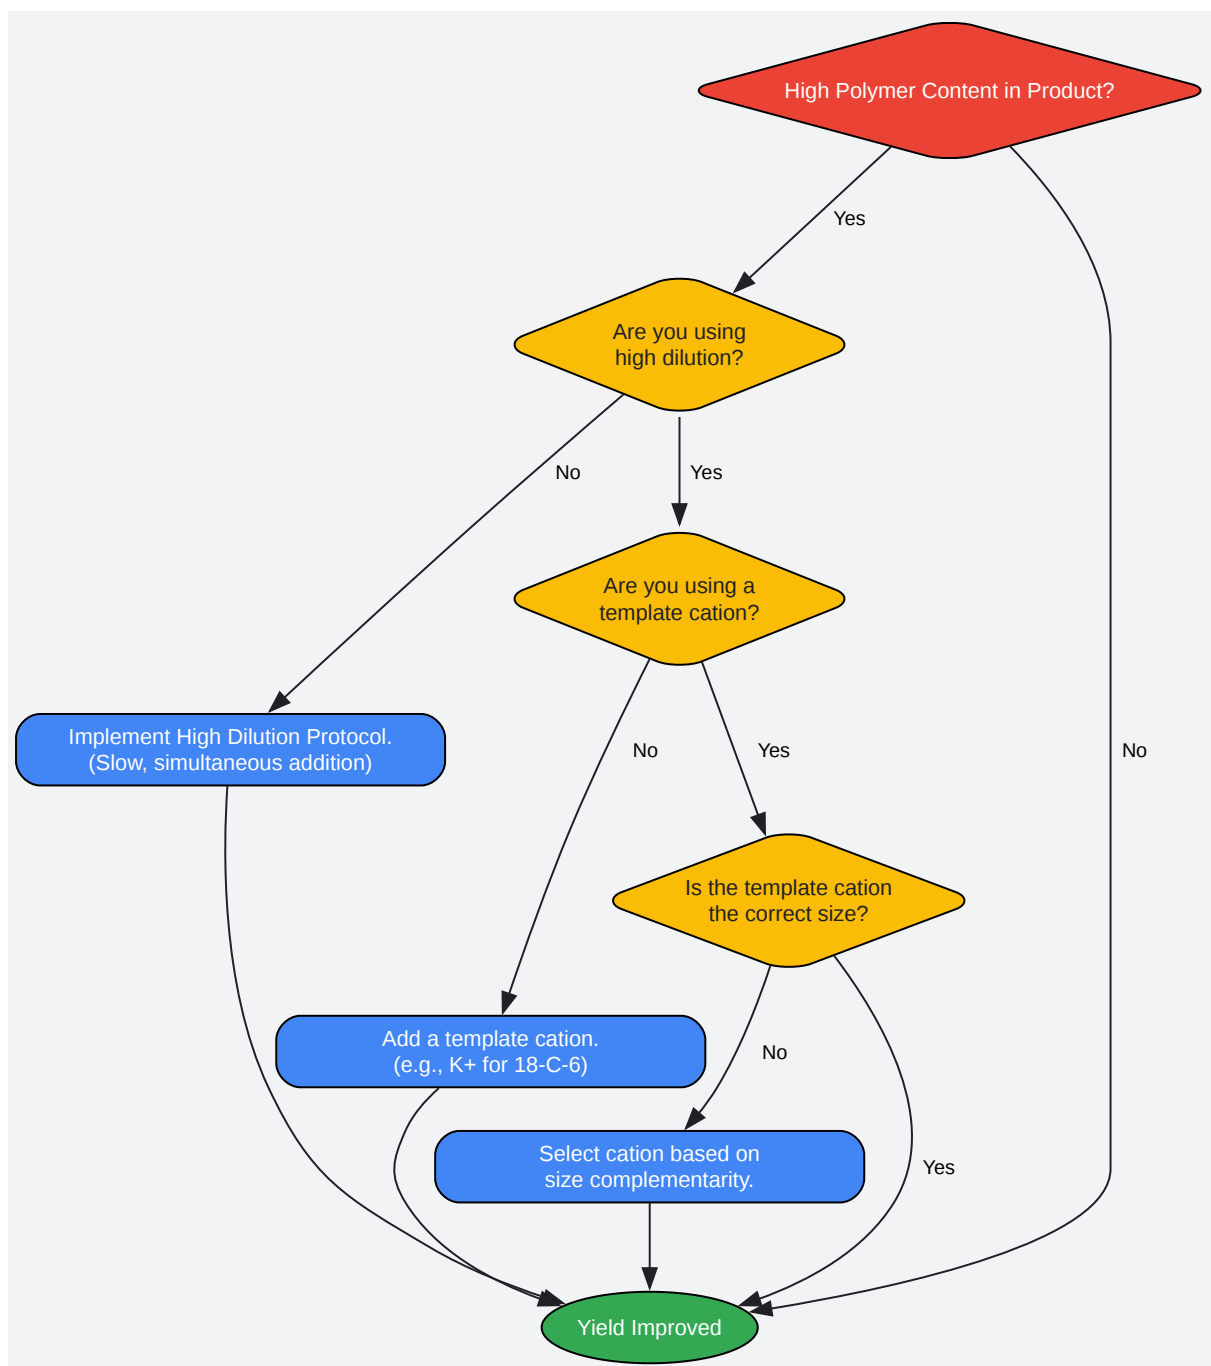 High Polymer Content in Product?
Yes
Are you using
high dilution?
No
Yes
Are you using a
template cation?
Implement High Dilution Protocol.
(Slow, simultaneous addition)
No
Yes
No
Is the template cation
the correct size?
Add a template cation.
(e.g., K+ for 18-C-6)
No
Select cation based on
size complementarity.
Yes
Yield Improved